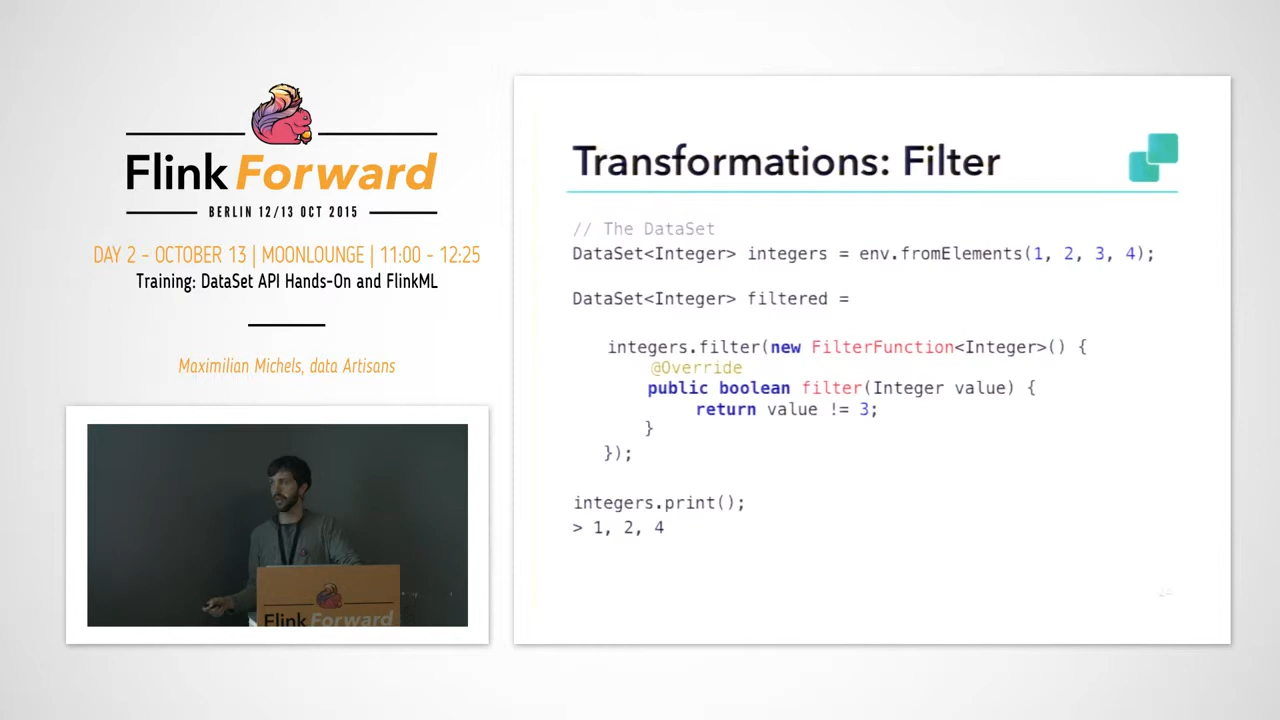 Flink Forward
BERLIN 12/13 OCT 2015
DAY 2 - OCTOBER 13 | MOONLOUNGE | 11:00 - 12:25
Training: DataSet API Hands-On and FlinkML
Maximilian Michels, data Artisans
Flink Forward
Transformations: Filter
// The DataSet
DataSet<Integer> integers = env.fromElements(1, 2, 3, 4);
DataSet<Integer> filtered =
integers.filter(new FilterFunction<Integer>() {
@Override
public boolean filter(Integer value) {
return value != 3;
}
});
integers.print();
> 1, 2, 4